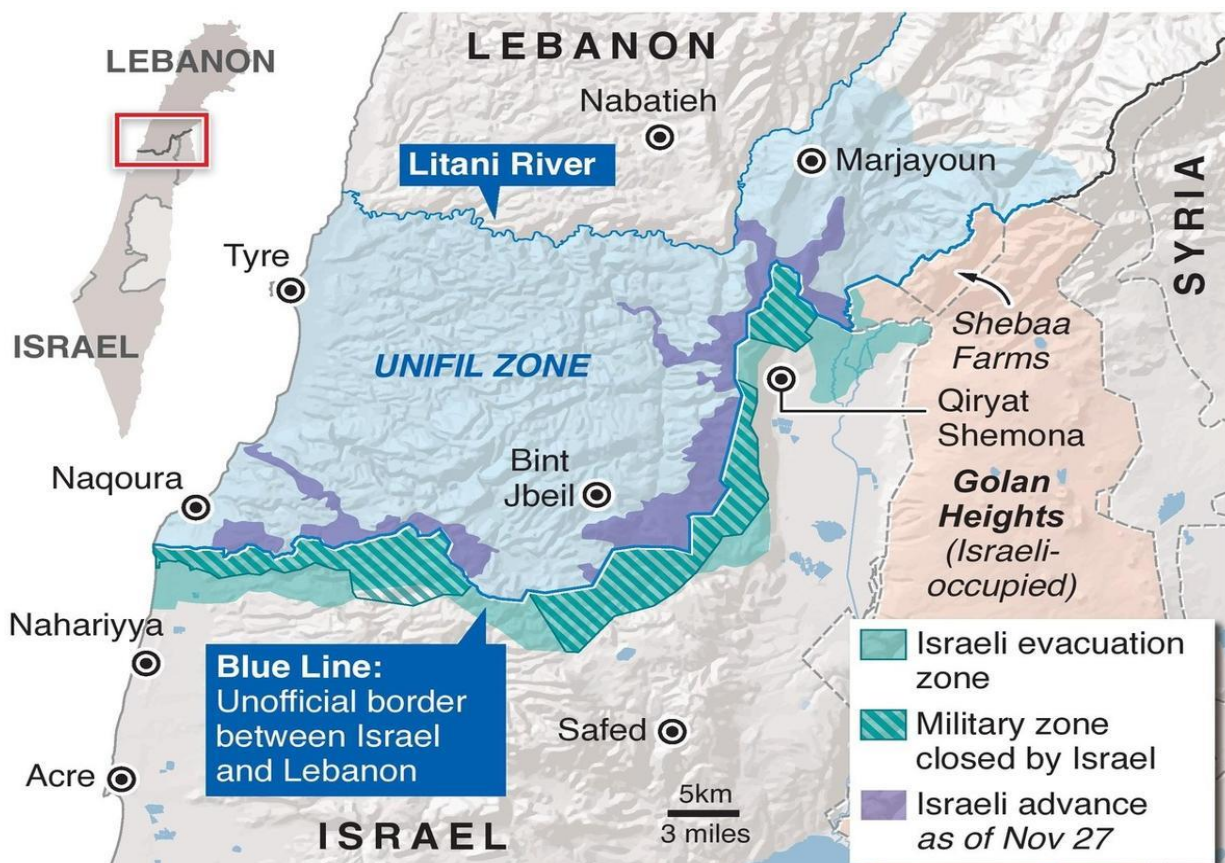 LEBANON
ISRAEL
LEBANON
Nabatieh
Litani River
Marjayoun
SYRIA
Tyre
Shebaa
Farms
UNIFIL ZONE
Qiryat
Shemona
Naqoura
Bint
Jbeil
Golan
Heights
(Israeli-
occupied)
Nahariyya
Blue Line:
Unofficial border
between Israel
and Lebanon
Safed
Acre
5km
3 miles
ISRAEL
Israeli evacuation
zone
Military zone
closed by Israel
Israeli advance
as of Nov 27